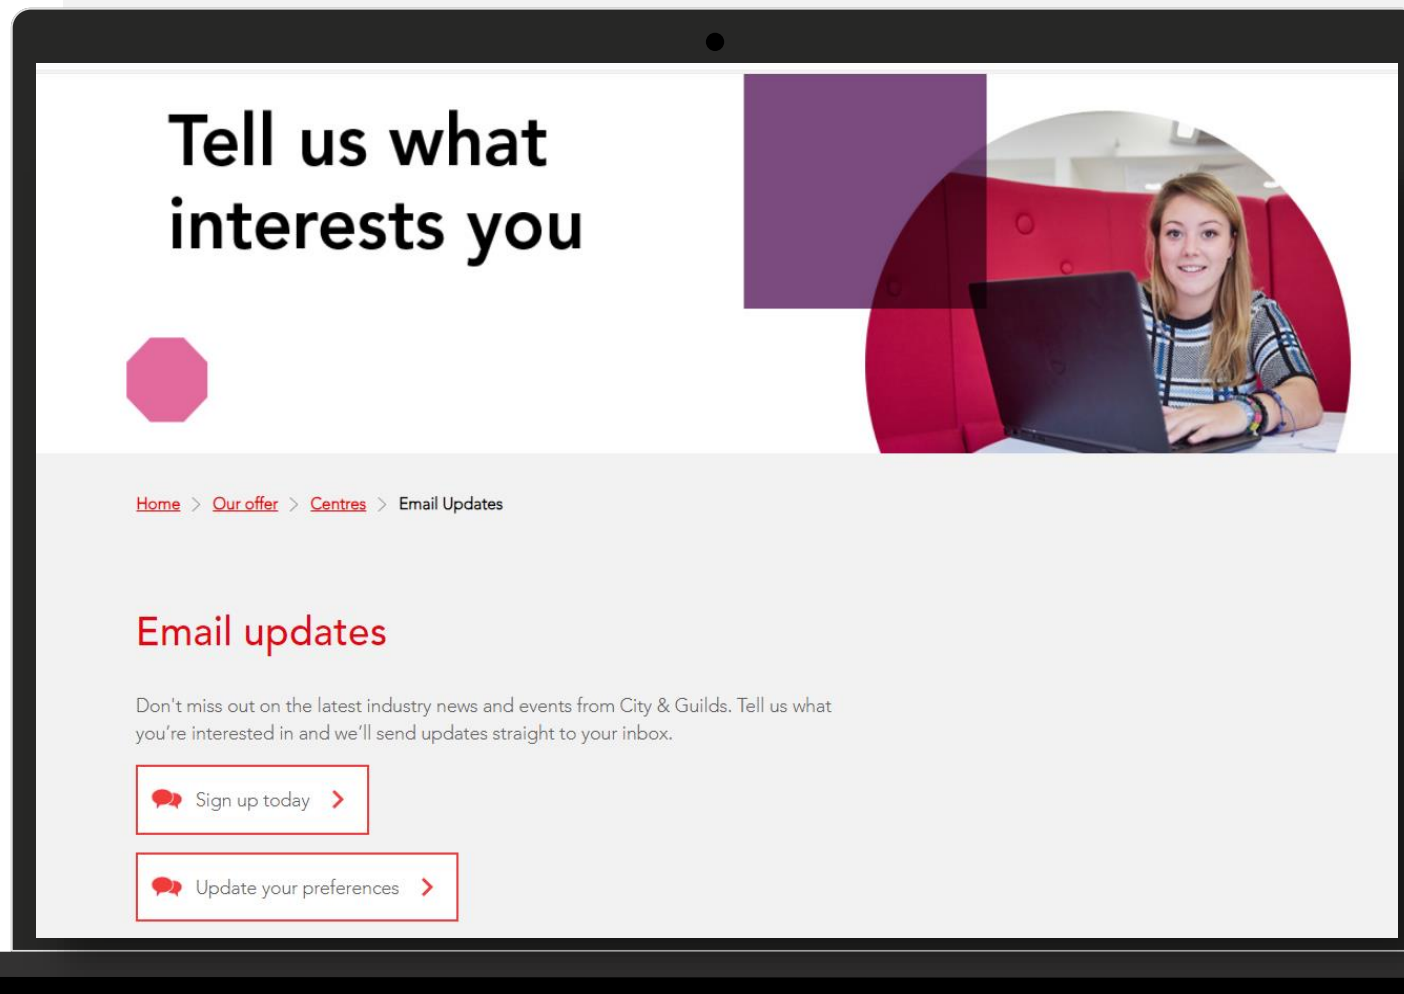 Tell us what
interests you
Home > Our offer > Centres > Email Updates
Email updates
Don't miss out on the latest industry news and events from City & Guilds. Tell us what
you’re interested in and we’ll send updates straight to your inbox.
Sign up today
Update your preferences